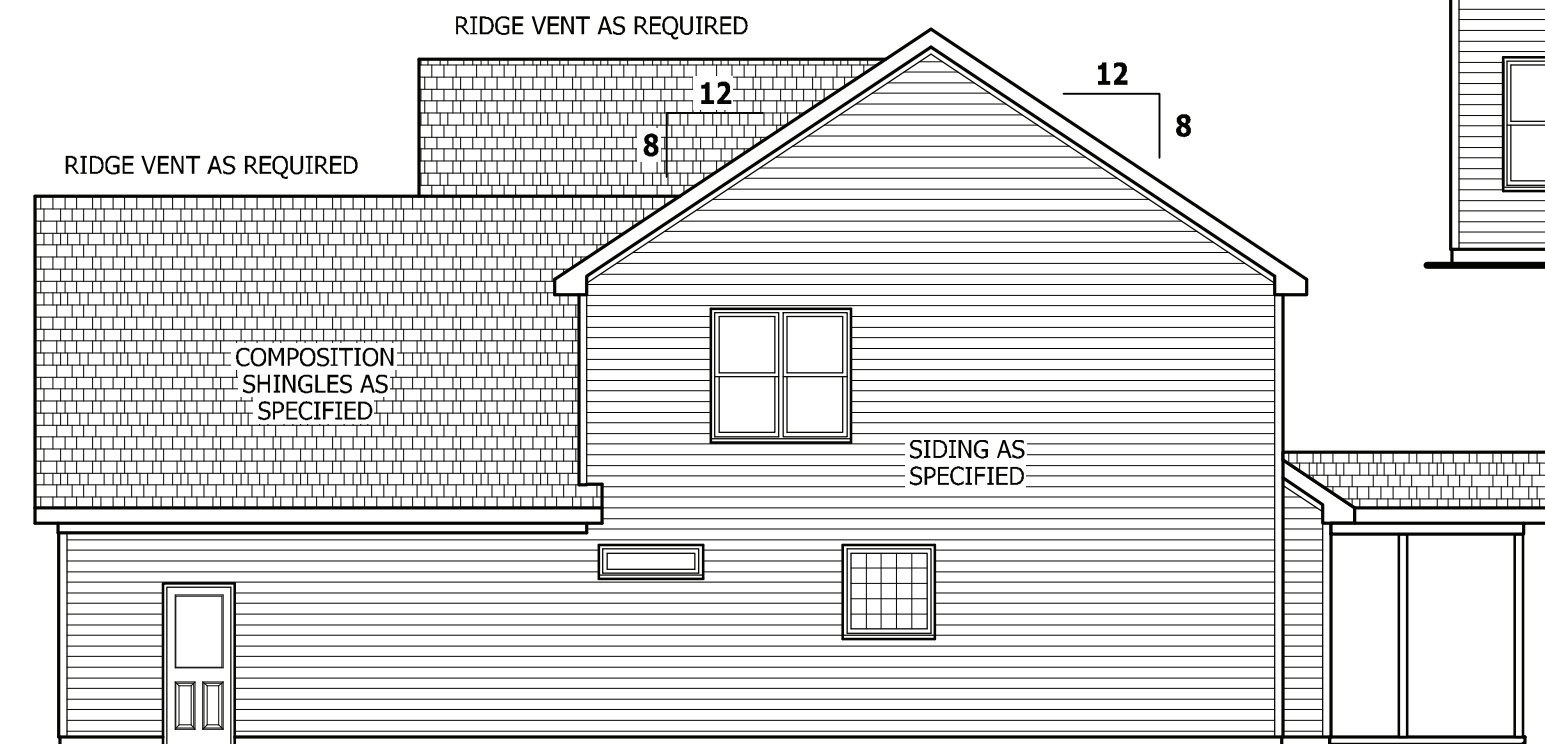 RIDGE VENT AS REQUIRED
12
8
12
8
RIDGE VENT AS REQUIRED
COMPOSITION
SHINGLES AS
SPECIFIED
SIDING AS
SPECIFIED